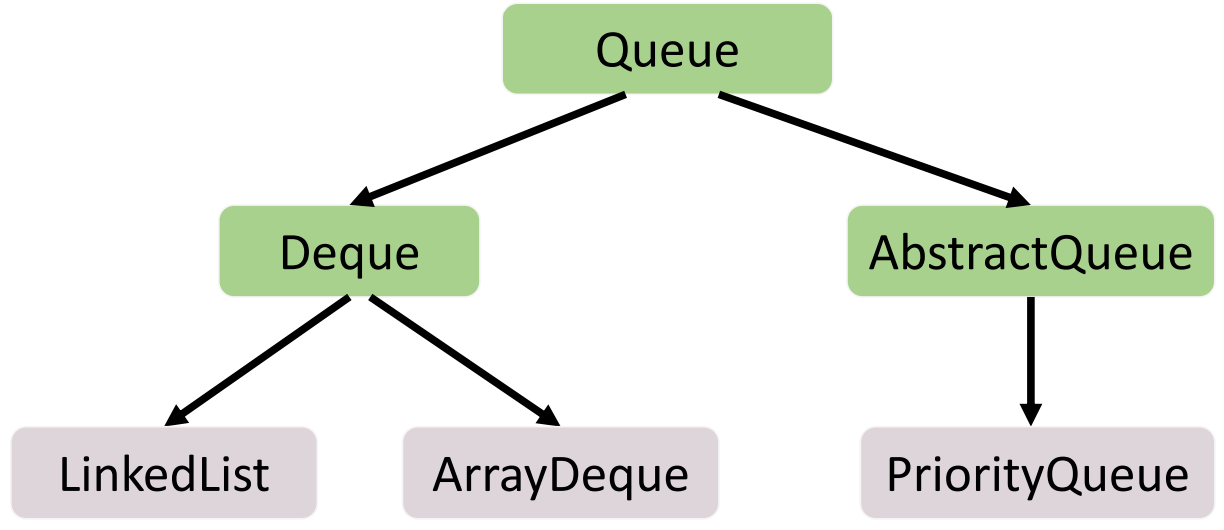 Queue
Deque
AbstractQueue
LinkedList
ArrayDeque
PriorityQueue